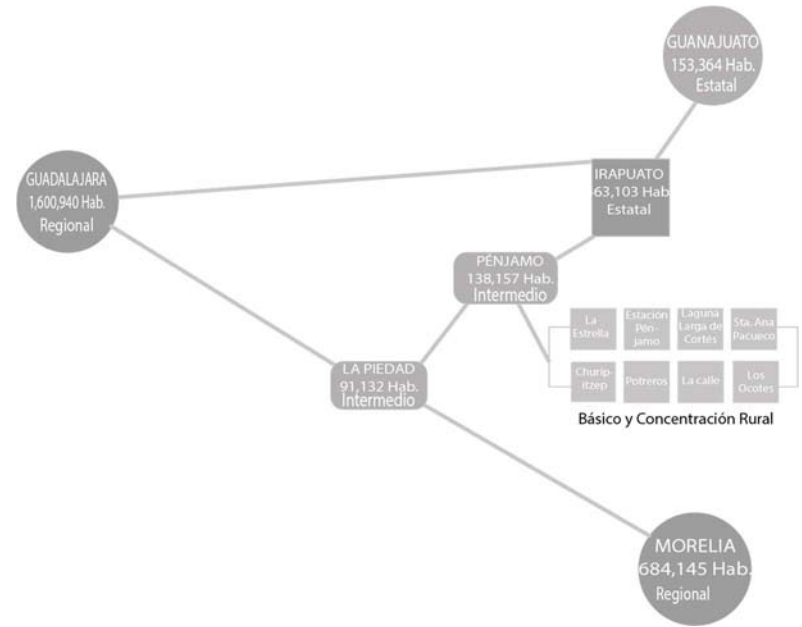 GUANAJUATO
153,364 Hab.
Estatal
GUADALAJARA
1,600,940 Hab.
Regional
IRAPUATO
63,103 Hab
Estatal
PÉNJAMO
138,157 Hab.
Intermedio
La
Estrella
Estación
Pén-
jamo
Laguna
Larga de
Cortés
Sta. Ana
Pacueco
Churip-
itzep
Potreros
La calle
Los
Ocotes
Básico y Concentración Rural
LA PIEDAD
91,132 Hab.
Intermedio
MORELIA
684,145 Hab.
Regional